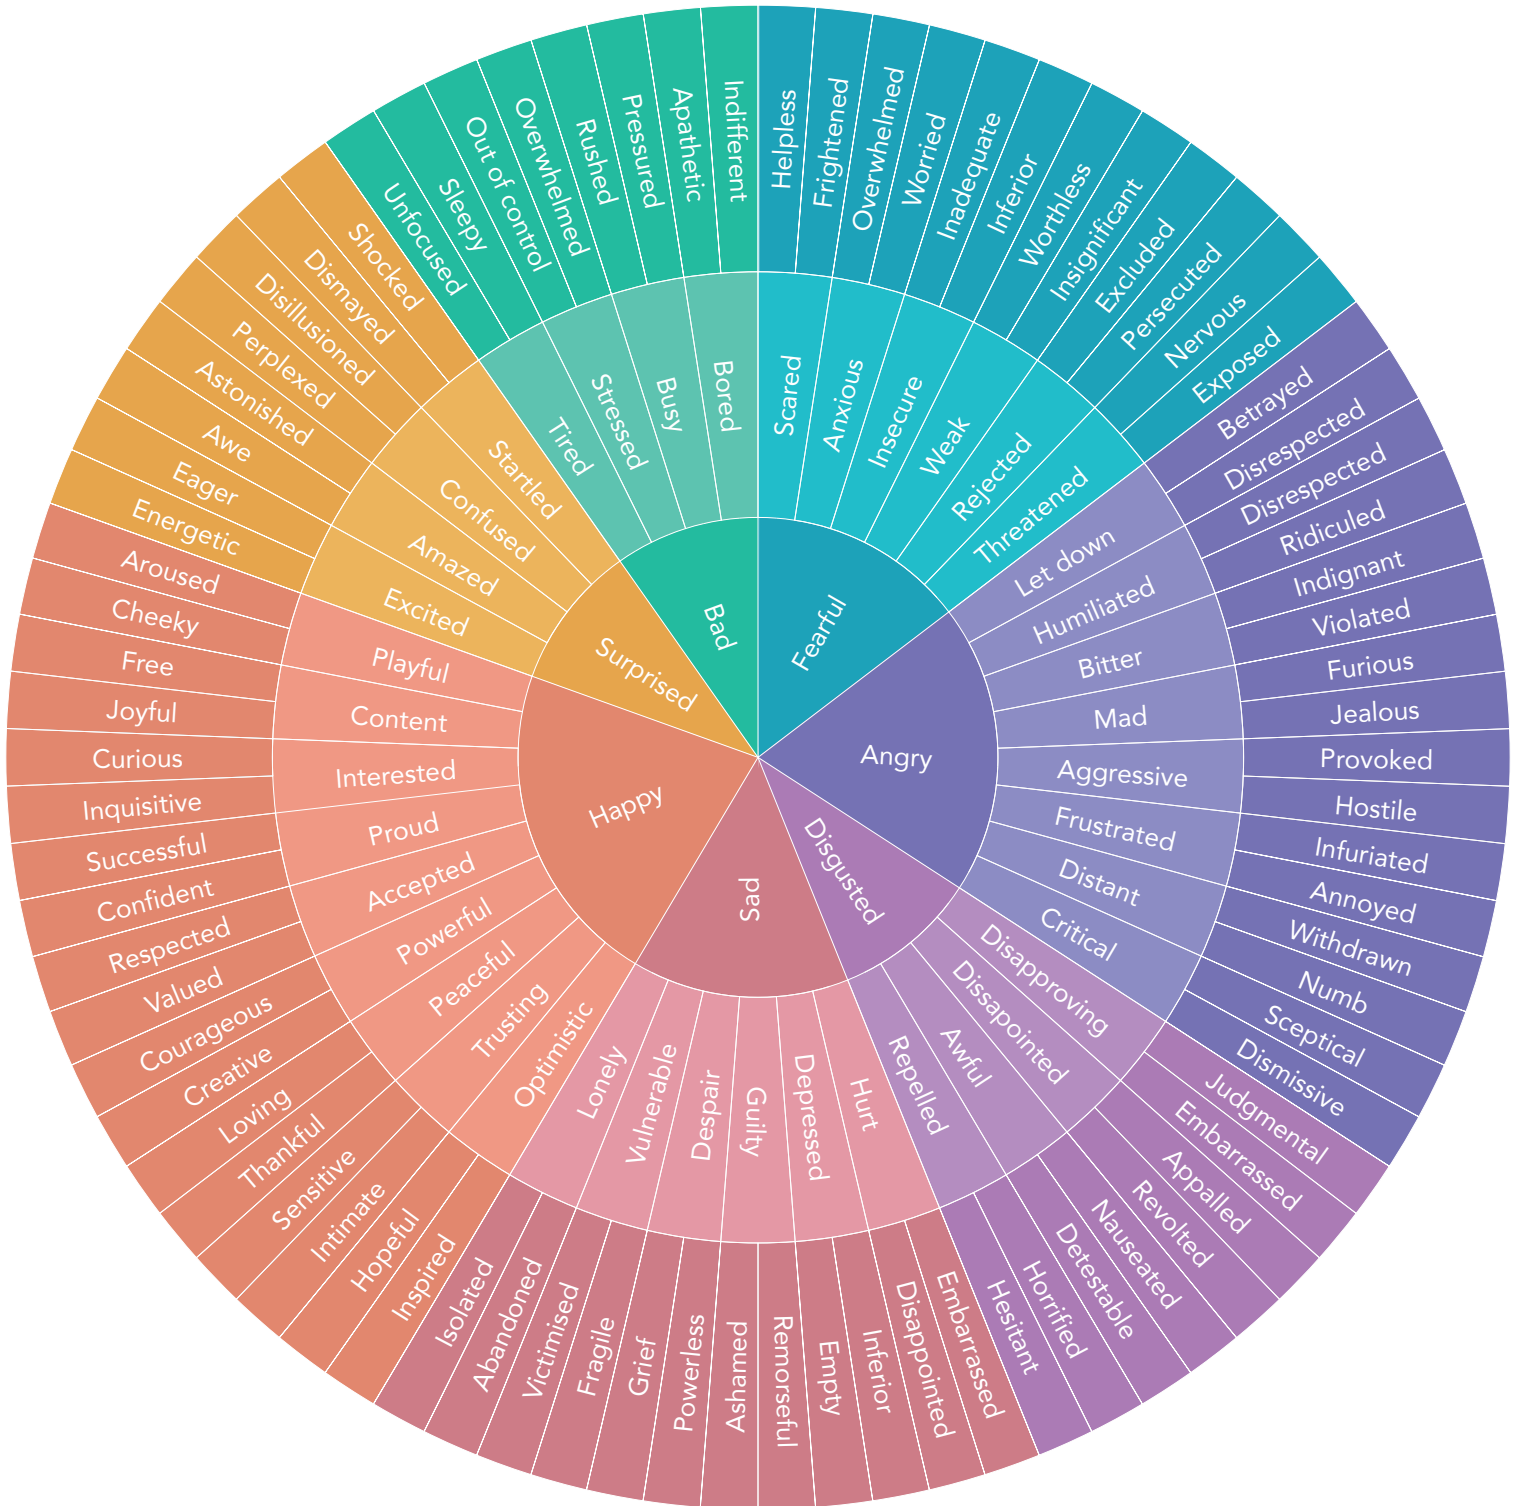 Fearful
Angry
Disgusted
Sad
Happy
Surprised
Bad
Scared
Anxious
Insecure
Weak
Rejected
Threatened
Let down
Humiliated
Bitter
Mad
Aggressive
Frustrated
Distant
Critical
Disapproving
Dissapointed
Awful
Repelled
Hurt
Depressed
Guilty
Despair
Vulnerable
Lonely
Optimistic
Trusting
Peaceful
Powerful
Accepted
Proud
Interested
Content
Playful
Excited
Amazed
Confused
Startled
Tired
Stressed
Busy
Bored
Helpless
Frightened
Overwhelmed
Worried
Inadequate
Inferior
Worthless
Insignificant
Excluded
Persecuted
Nervous
Exposed
Betrayed
Disrespected
Disrespected
Ridiculed
Indignant
Violated
Furious
Jealous
Provoked
Hostile
Infuriated
Annoyed
Withdrawn
Numb
Sceptical
Dismissive
Judgmental
Embarrassed
Appalled
Revolted
Nauseated
Detestable
Horrified
Hesitant
Embarrassed
Disappointed
Inferior
Empty
Remorseful
Ashamed
Powerless
Grief
Fragile
Victimised
Abandoned
Isolated
Inspired
Hopeful
Intimate
Sensitive
Thankful
Loving
Creative
Courageous
Valued
Respected
Confident
Successful
Inquisitive
Curious
Joyful
Free
Cheeky
Aroused
Energetic
Eager
Awe
Astonished
Perplexed
Disillusioned
Dismayed
Shocked
Unfocused
Sleepy
Out of control
Overwhelmed
Rushed
Pressured
Apathetic
Indifferent